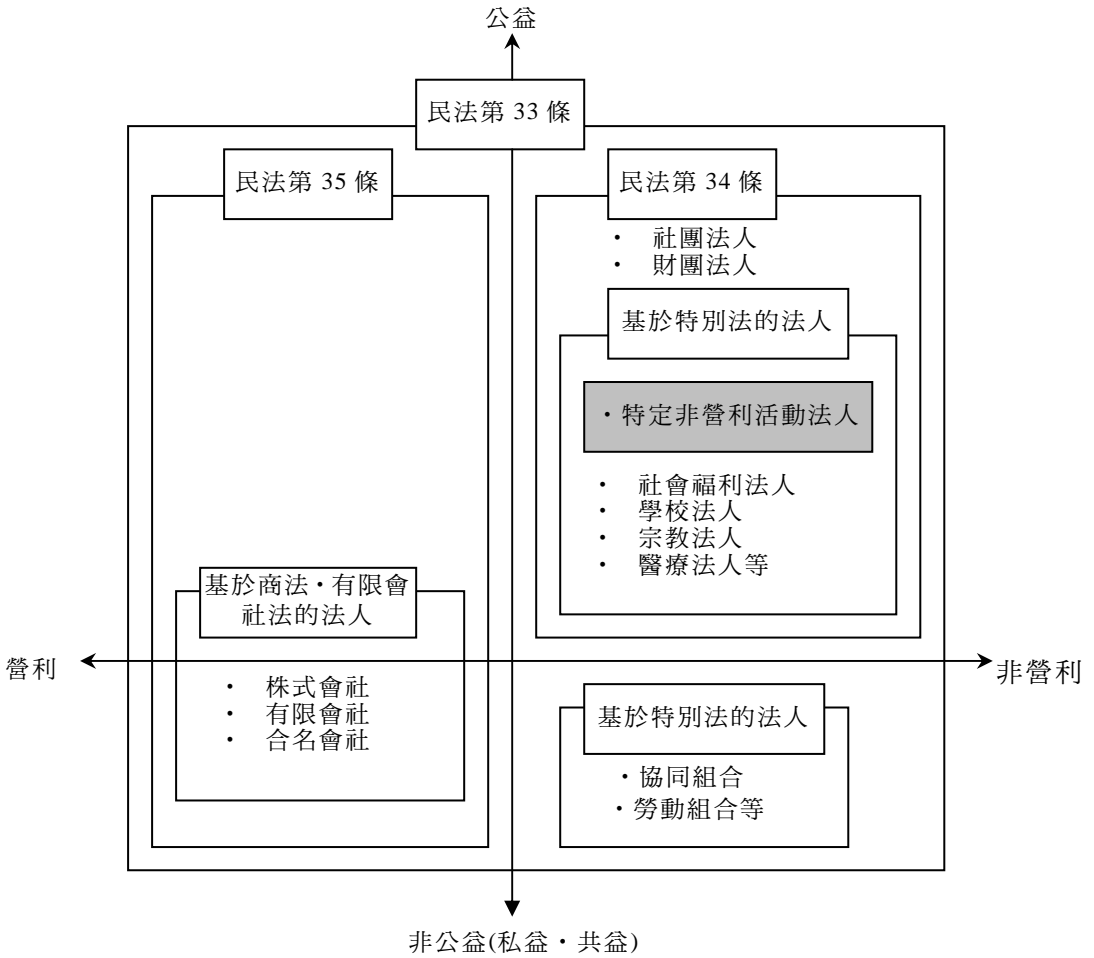 公益
民法第 33 條
民法第 35 條
民法第 34 條
・ 社團法人
・ 財團法人
基於特別法的法人
・特定非營利活動法人
・ 社會福利法人
・ 學校法人
・ 宗教法人
・ 醫療法人等
基於商法・有限會
社法的法人
營利
非營利
・ 株式會社
・ 有限會社
・ 合名會社
基於特別法的法人
・協同組合
・勞動組合等
非公益(私益・共益)